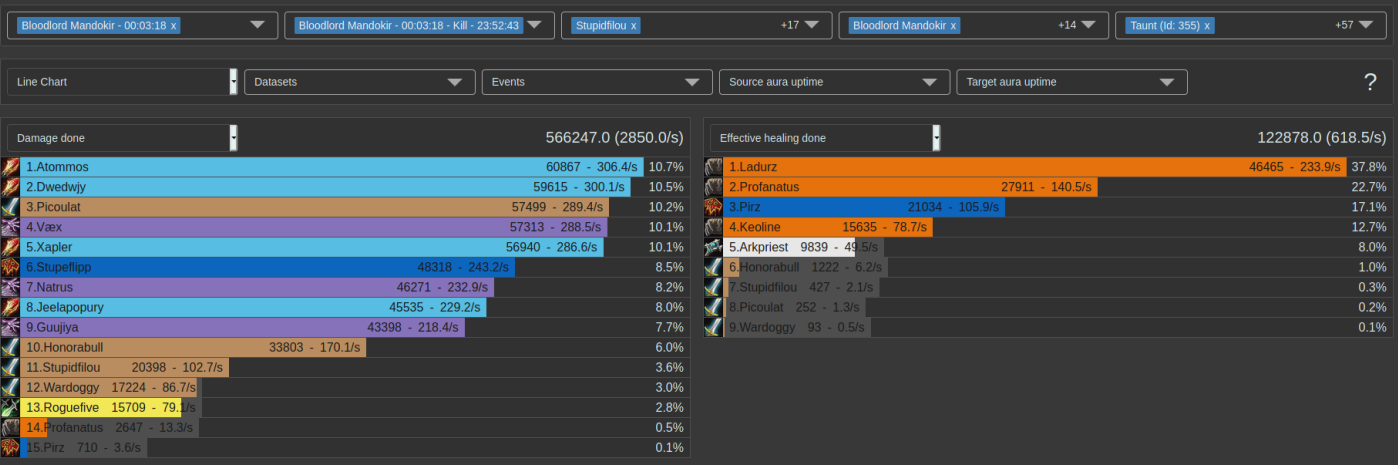 Bloodlord Mandokir - 00:03:18 x Bloodlord Mandokir - 00:03:18 - Kill - 23:52:43 Stupidfilou x +17 Bloodlord Mandokir x +14 Taunt (Id: 355) x +57
Line Chart Datasets Events Source aura uptime Target aura uptime ?
Damage done 566247.0 (2850.0/s)
1.Atommos 60867 - 306.4/s 10.7%
2.Dwedwjy 59615 - 300.1/s 10.5%
3.Picoulat 57499 - 289.4/s 10.2%
4.Væx 57313 - 288.5/s 10.1%
5.Xapler 56940 - 286.6/s 10.1%
6.Stupeflipp 48318 - 243.2/s 8.5%
7.Natrus 46271 - 232.9/s 8.2%
8.Jeelapopury 45535 - 229.2/s 8.0%
9.Guujiya 43398 - 218.4/s 7.7%
10.Honorabull 33803 - 170.1/s 6.0%
11.Stupidfilou 20398 - 102.7/s 3.6%
12.Wardoggy 17224 - 86.7/s 3.0%
13.Roguefive 15709 - 79.1/s 2.8%
14.Profanatus 2647 - 13.3/s 0.5%
15.Pirz 710 - 3.6/s 0.1%
Effective healing done 122878.0 (618.5/s)
1.Ladurz 46465 - 233.9/s 37.8%
2.Profanatus 27911 - 140.5/s 22.7%
3.Pirz 21034 - 105.9/s 17.1%
4.Keoline 15635 - 78.7/s 12.7%
5.Arkpriest 9839 - 49.5/s 8.0%
6.Honorabull 1222 - 6.2/s 1.0%
7.Stupidfilou 427 - 2.1/s 0.3%
8.Picoulat 252 - 1.3/s 0.2%
9.Wardoggy 93 - 0.5/s 0.1%